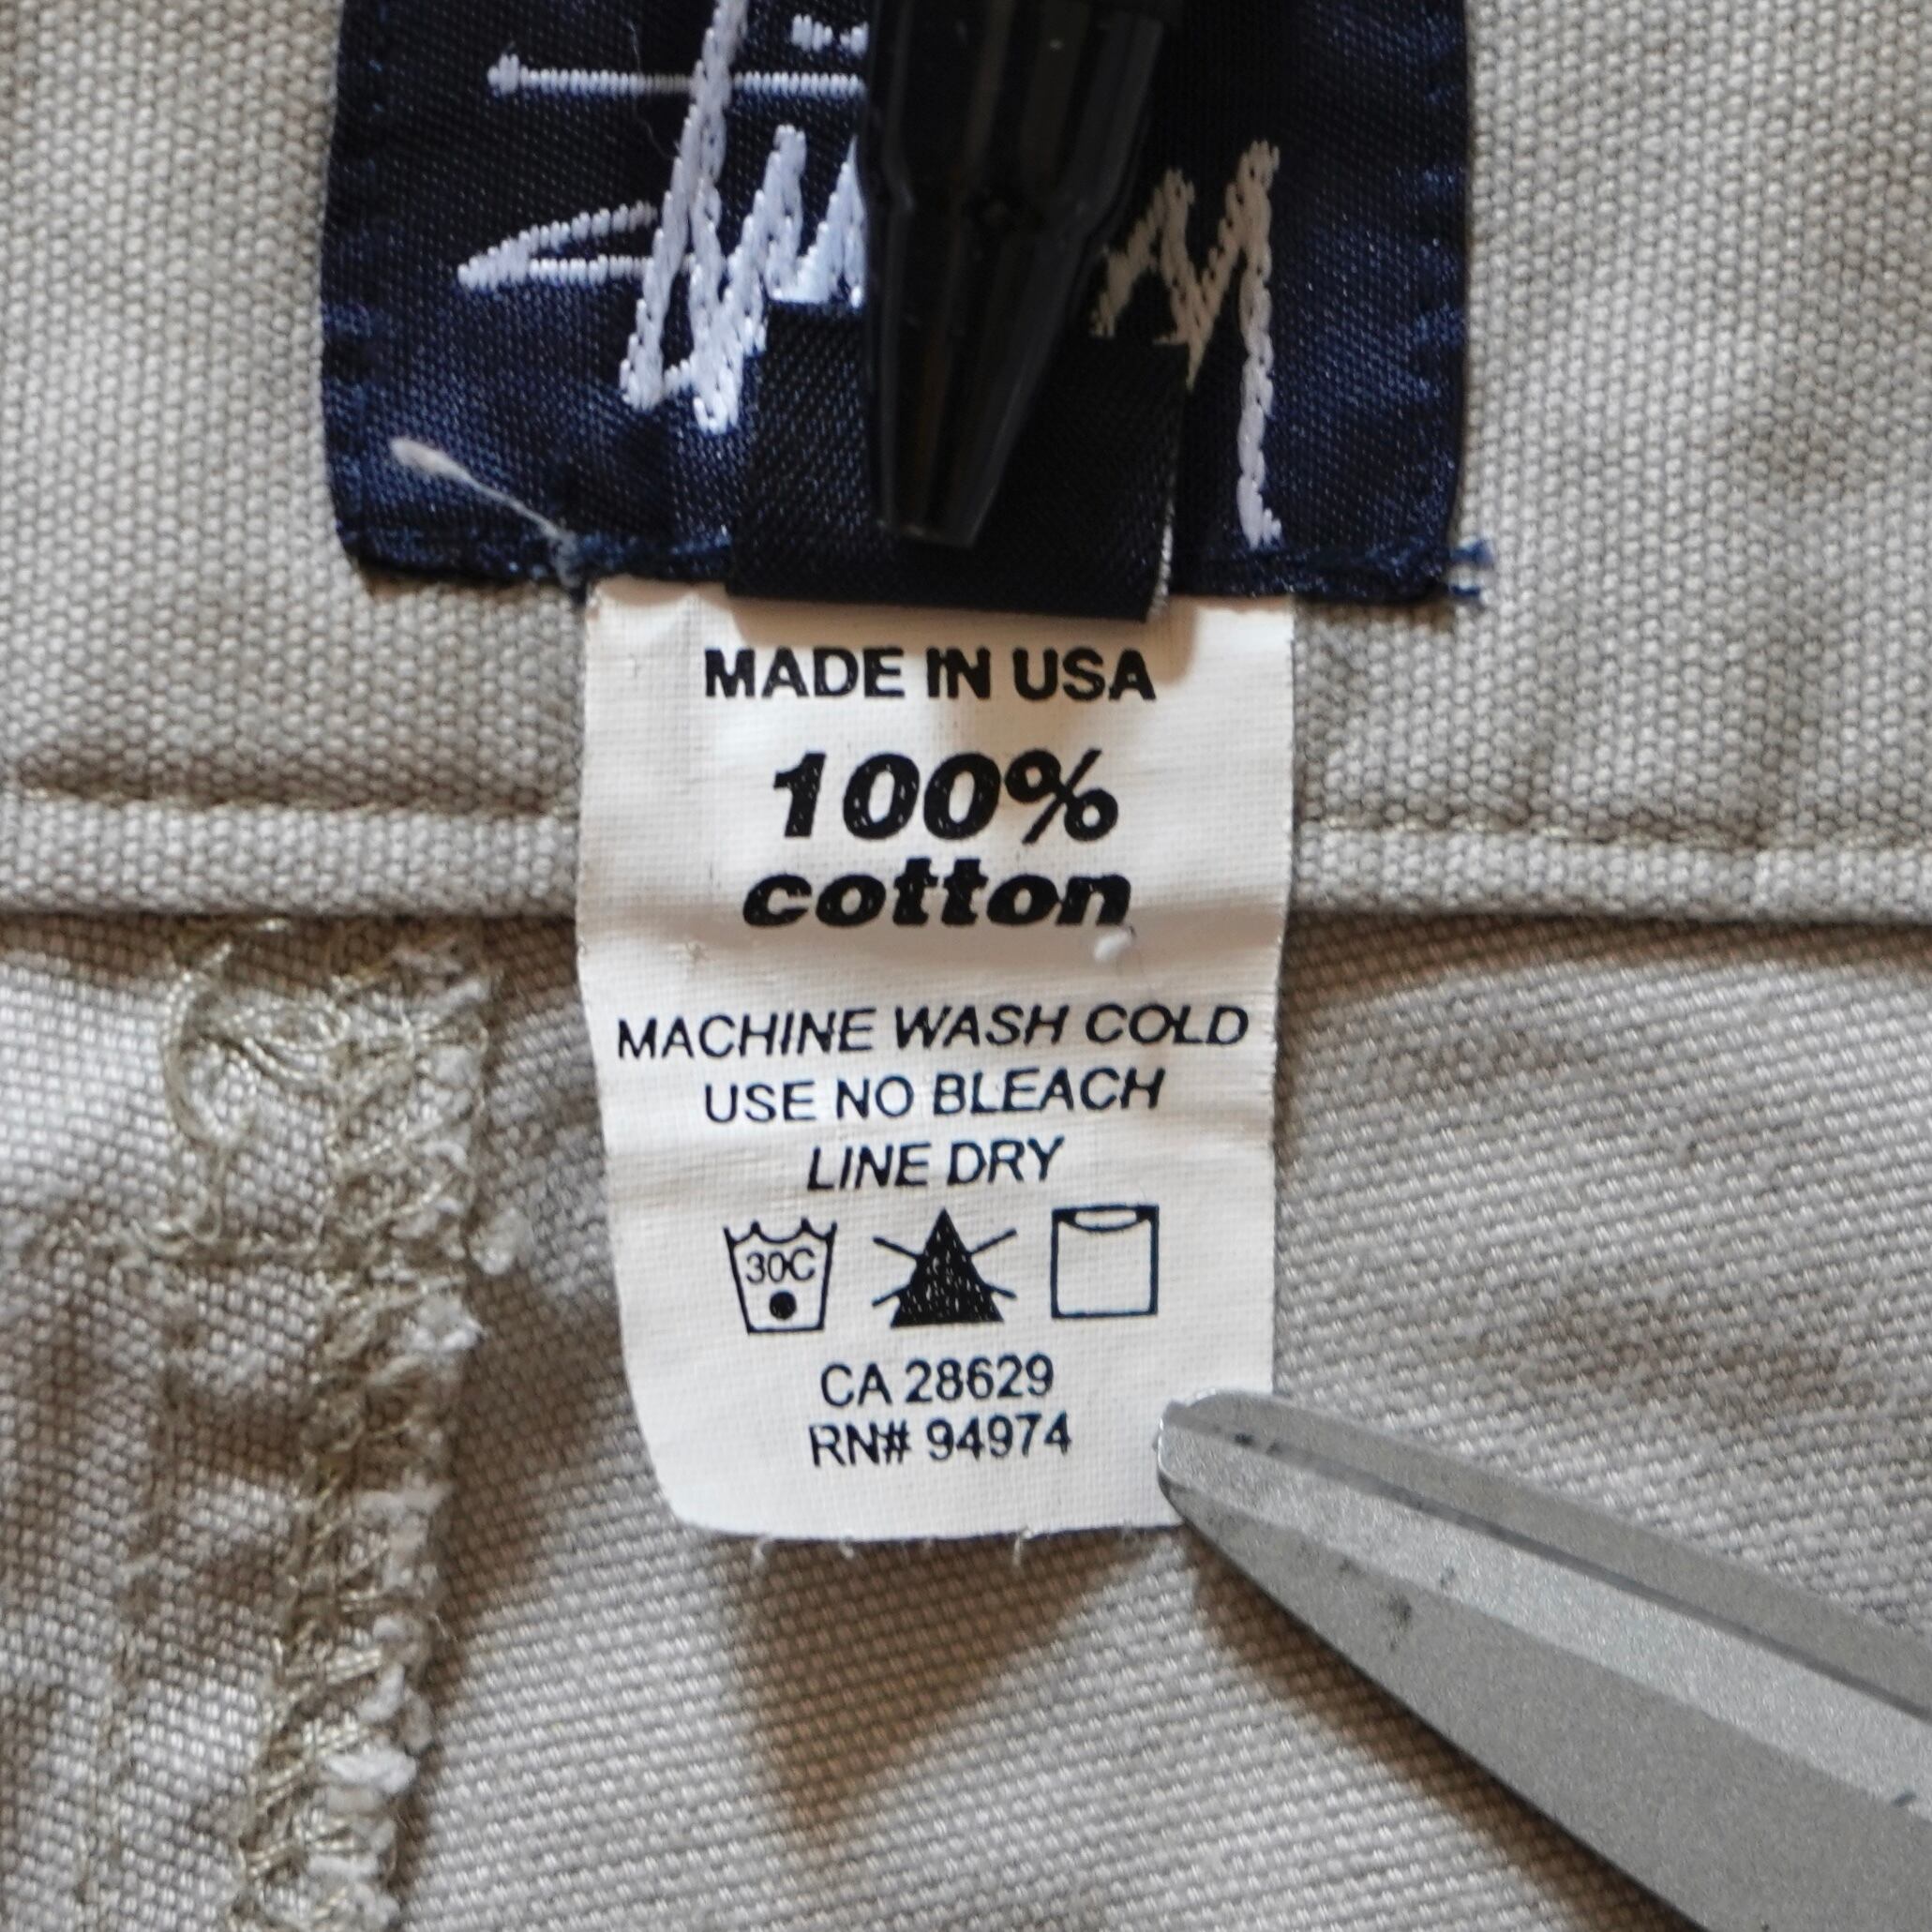 MADE IN USA
100%
cotton
MACHINE WASH COLD
USE NO BLEACH
LINE DRY
30C
CA 28629
RN# 94974